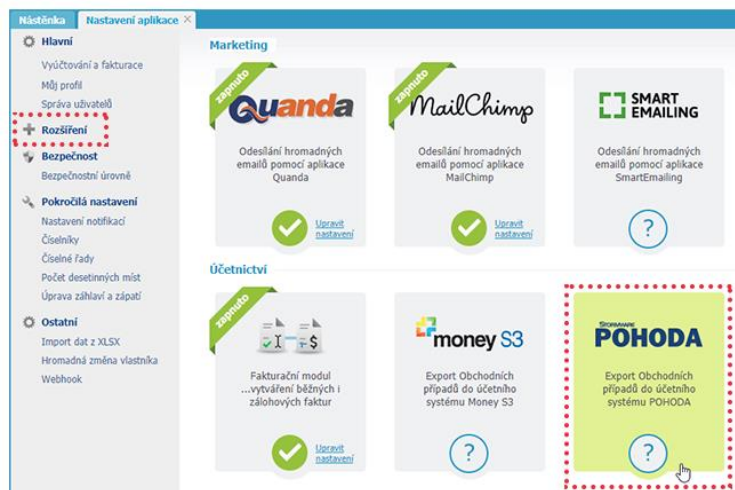 Nástěnka
Nastavení aplikace ×
Hlavní
Vyúčtování a fakturace
Můj profil
Správa uživatelů
Rozšíření
Bezpečnost
Bezpečnostní úrovně
Pokročilá nastavení
Nastavení notifikací
Číselníky
Číselné řady
Počet desetinných míst
Úprava záhlaví a zápatí
Ostatní
Import dat z XLSX
Hromadná změna vlastníka
Webhook
Marketing
zapnuto
Quanda
Odesílání hromadných
emailů pomocí aplikace
Quanda
Upravit
nastavení
zapnuto
MailChimp
Odesílání hromadných
emailů pomocí aplikace
MailChimp
Upravit
nastavení
SMART
EMAILING
Odesílání hromadných
emailů pomocí aplikace
SmartEmailing
?
Účetnictví
zapnuto
I $
Fakturační modul
...vytváření běžných i
zálohových faktur
Upravit
nastavení
money S3
Export Obchodních
případů do účetního
systému Money S3
?
STORMWARE
POHODA
Export Obchodních
případů do účetního
systému POHODA
?